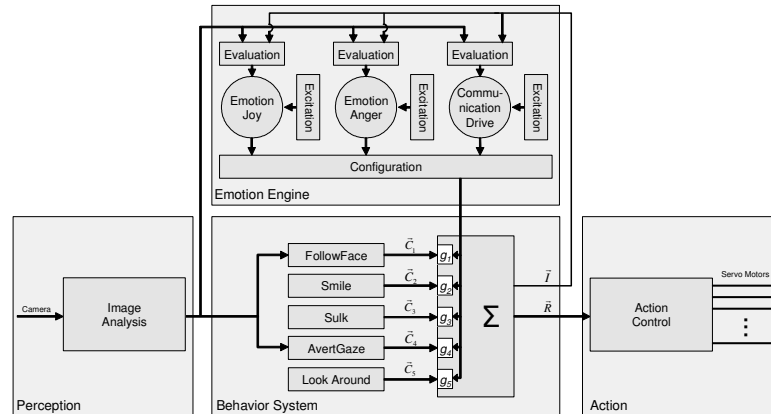 Evaluation
Evaluation
Evaluation
Emotion
Joy
Excitation
Emotion
Anger
Excitation
Commu-
nication
Drive
Excitation
Configuration
Emotion Engine
Camera
Image
Analysis
Perception
FollowFace
Smile
Sulk
AvertGaze
Look Around
C⃗1
C⃗2
C⃗3
C⃗4
C⃗5
g1
g2
g3
g4
g5
Σ
I⃗
R⃗
Behavior System
Action
Control
Servo Motors
Action